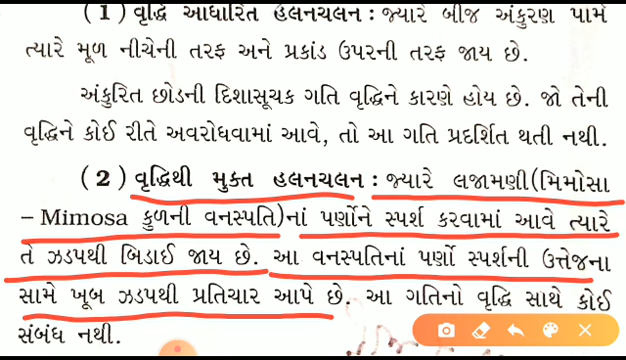 (1) વૃદ્ધિ આધારિત હલનચલન : જ્યારે બીજ અંકુરણ પામે
ત્યારે મૂળ નીચેની તરફ અને પ્રકાંડ ઉપરની તરફ જાય છે.
અંકુરિત છોડની દિશાસૂચક ગતિ વૃદ્ધિને કારણે હોય છે. જો તેની
વૃદ્ધિને કોઈ રીતે અવરોધવામાં આવે, તો આ ગતિ પ્રદર્શિત થતી નથી.
(2) વૃદ્ધિથી મુક્ત હલનચલન : જ્યારે લજામણી(મિમોસા
– Mimosa કુળની વનસ્પતિ)નાં પર્ણોને સ્પર્શ કરવામાં આવે ત્યારે
તે ઝડપથી બિડાઈ જાય છે. આ વનસ્પતિનાં પર્ણો સ્પર્શની ઉત્તેજના
સામે ખૂબ ઝડપથી પ્રતિચાર આપે છે. આ ગતિનો વૃદ્ધિ સાથે કોઈ
સંબંધ નથી.